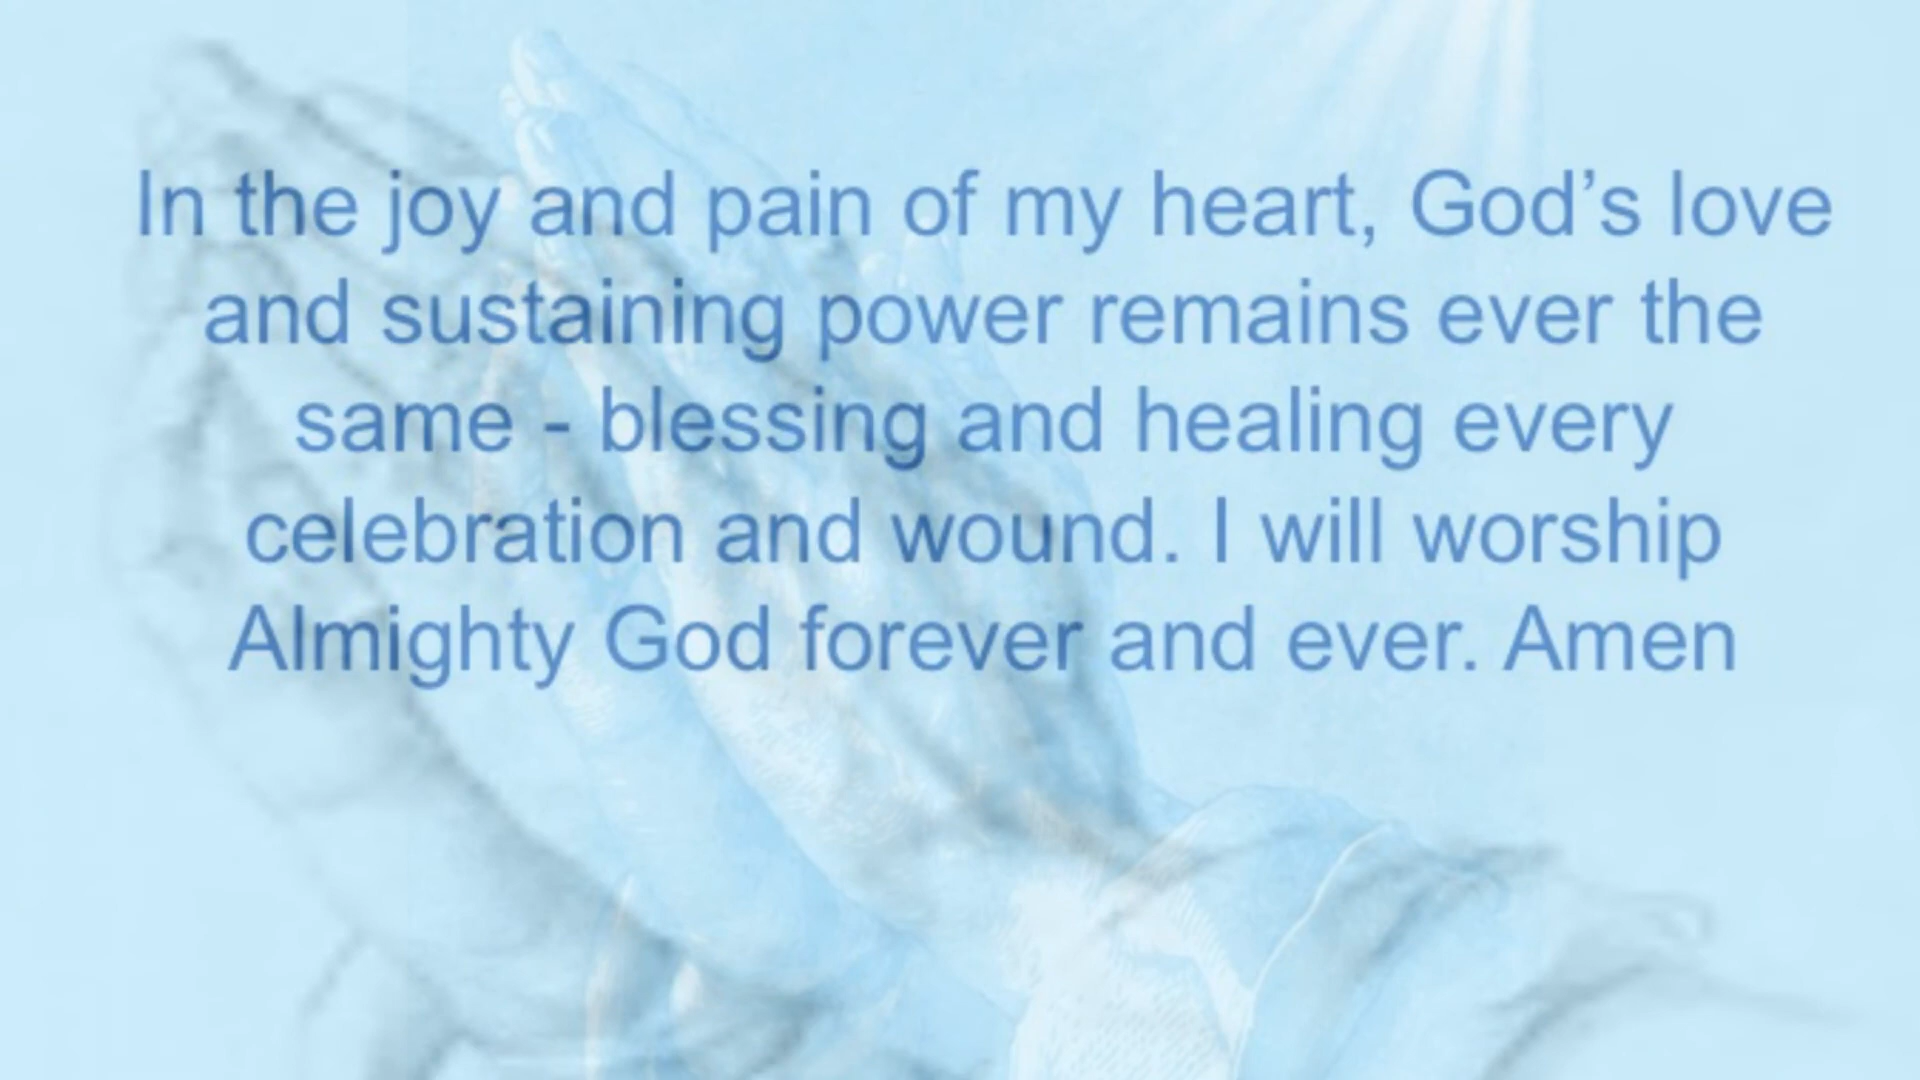 In the joy and pain of my heart, God’s love
and sustaining power remains ever the
same - blessing and healing every
celebration and wound. I will worship
Almighty God forever and ever. Amen